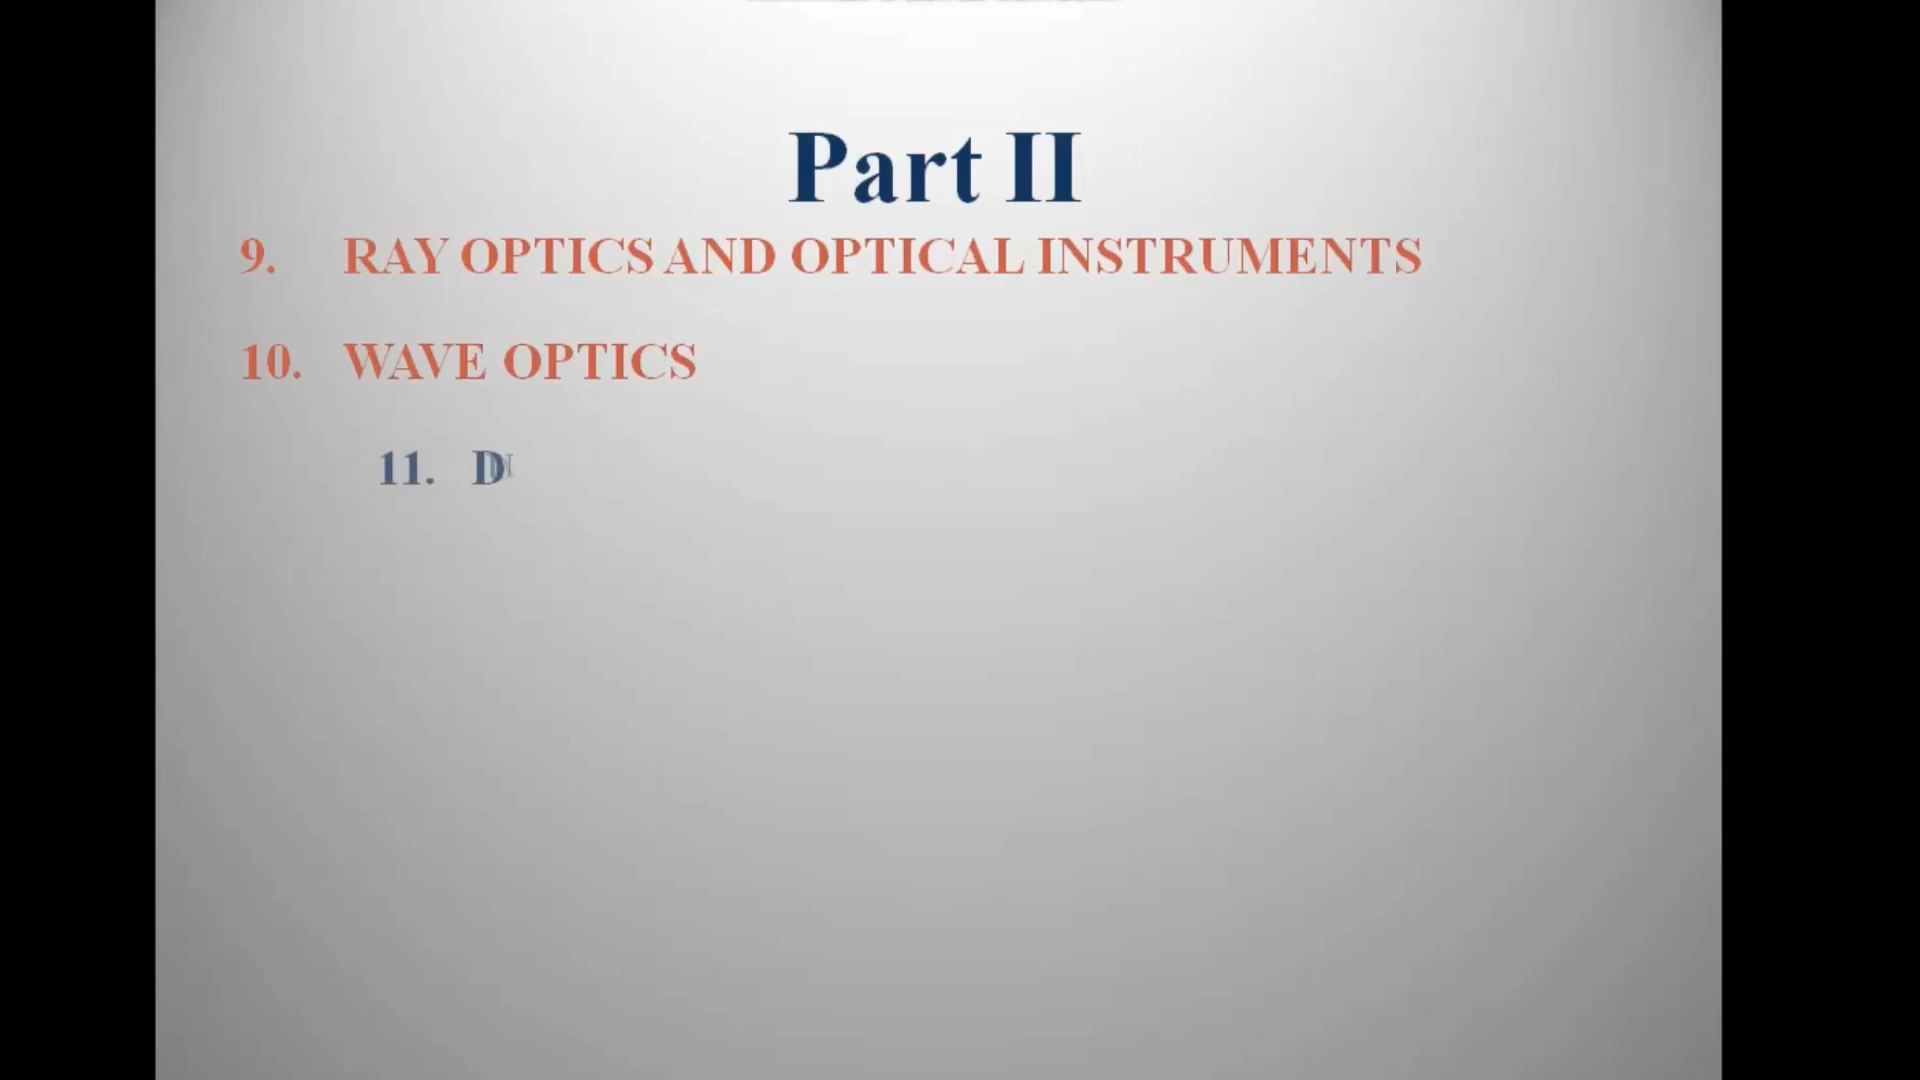 Part II
9. RAY OPTICS AND OPTICAL INSTRUMENTS
10. WAVE OPTICS
11. D